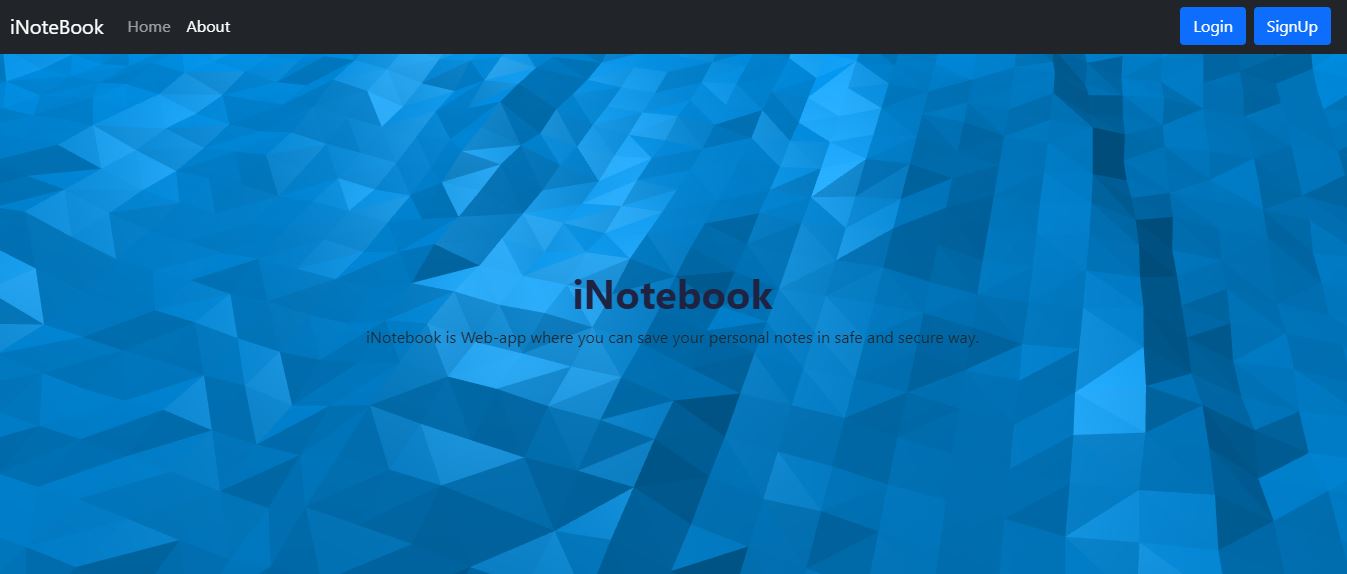 iNoteBook Home About Login SignUp
iNotebook
iNotebook is Web-app where you can save your personal notes in safe and secure way.